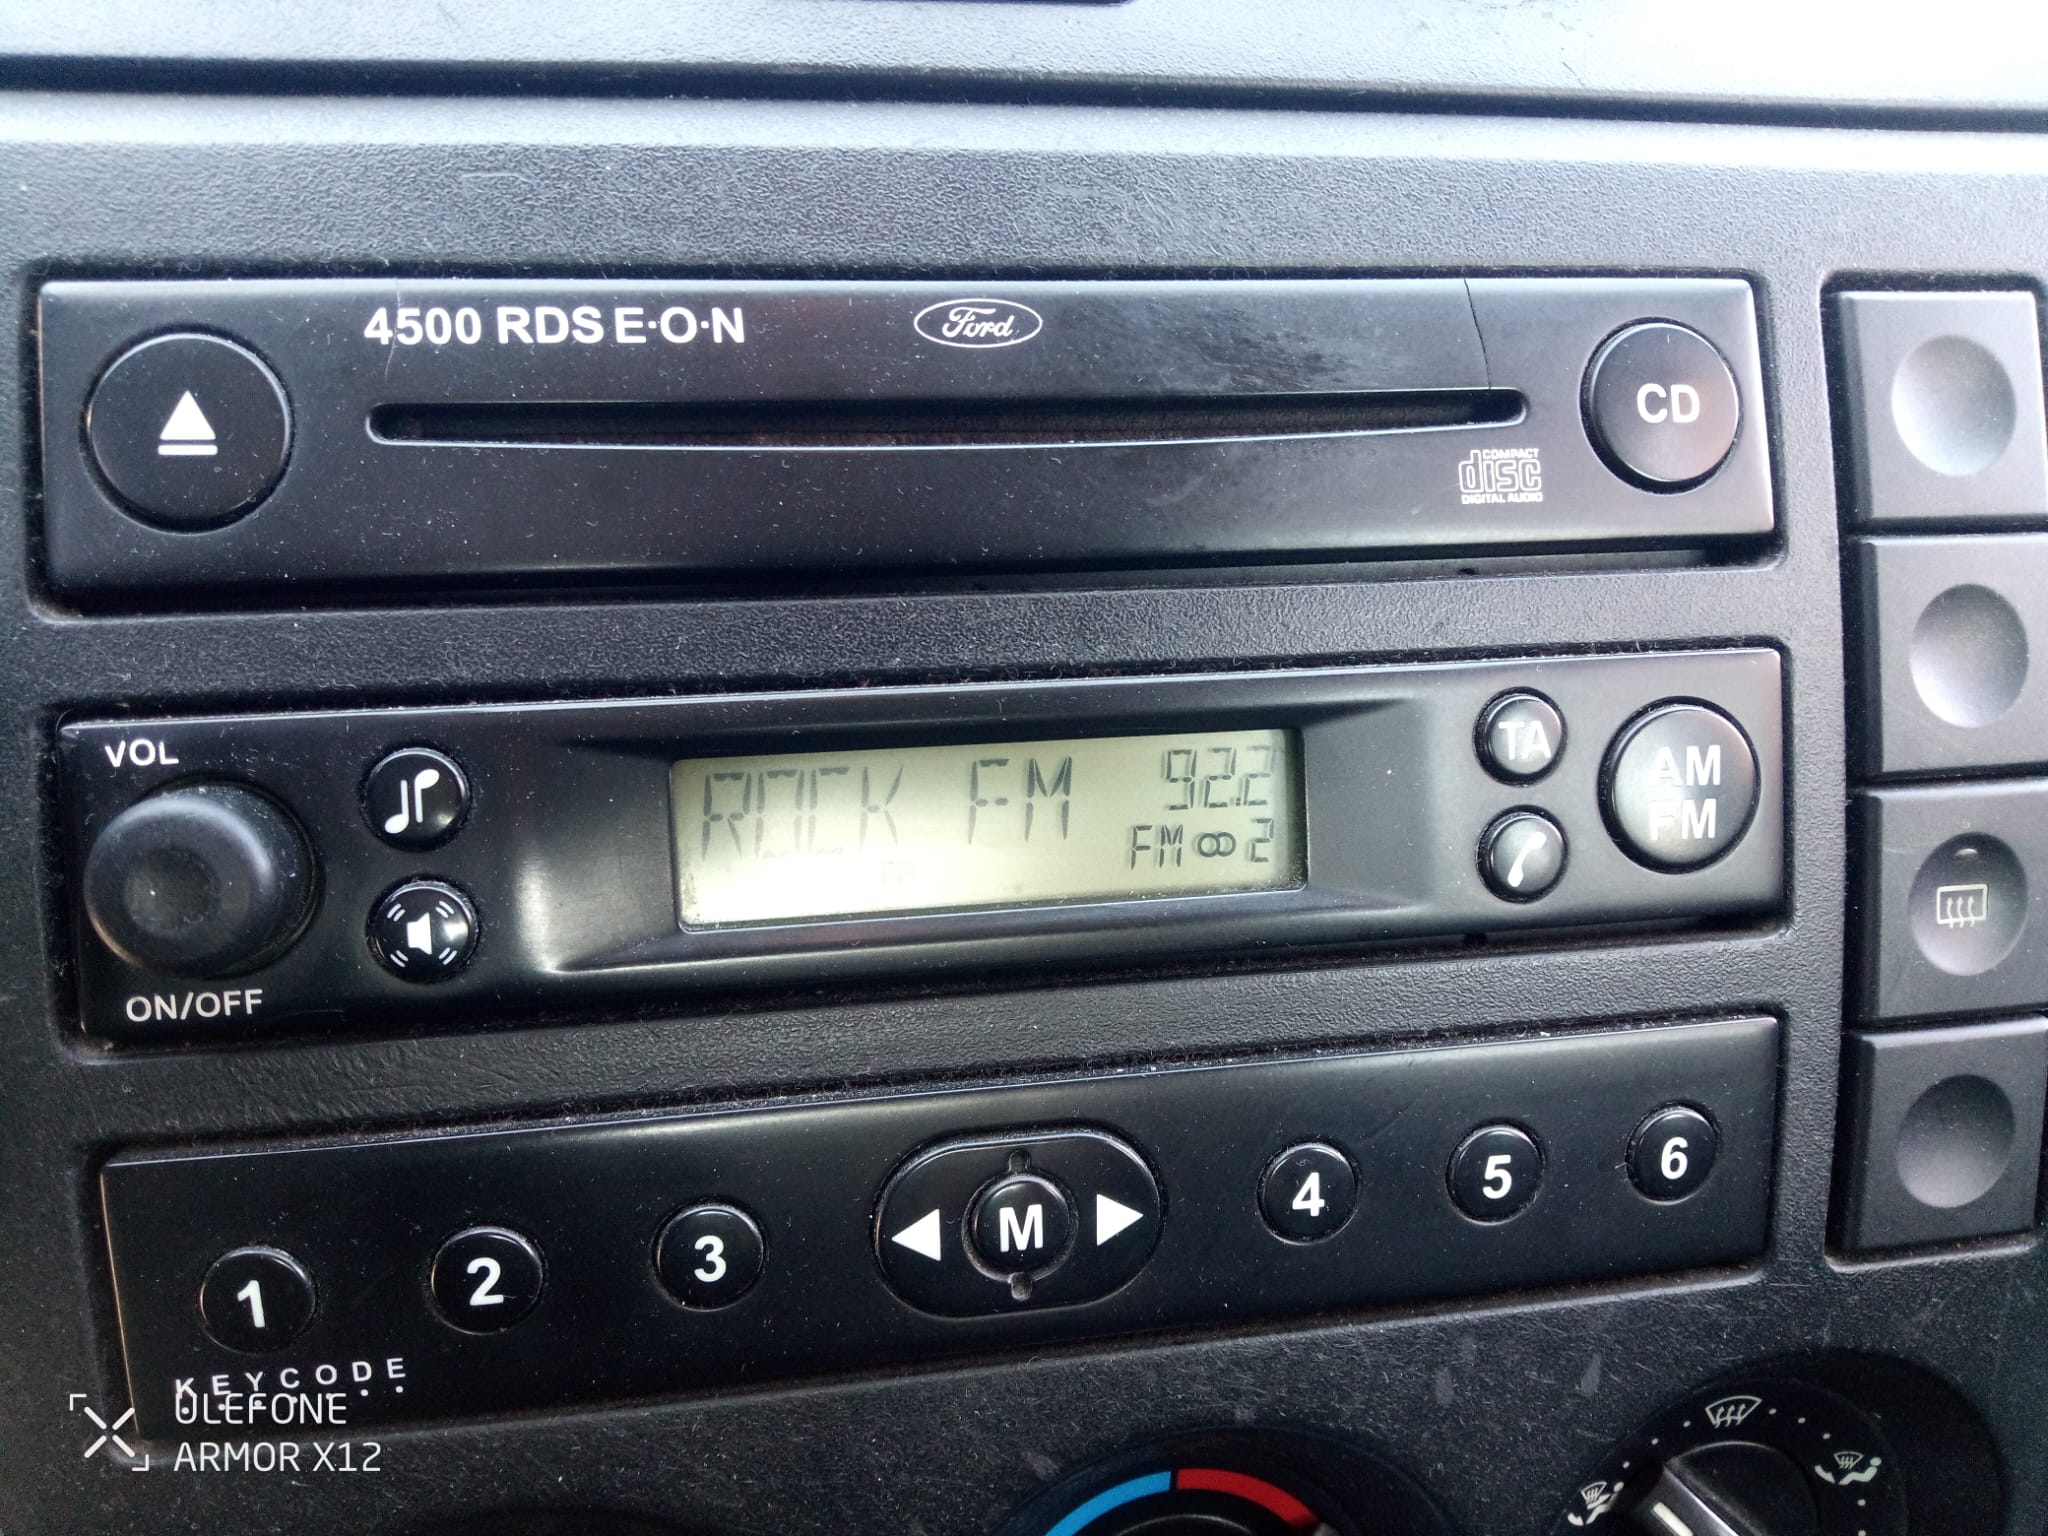 4500 RDS E·O·N
Ford
CD
COMPACT
disc
DIGITAL AUDIO
VOL
ON/OFF
ROCK FM 92.2
FM 2
TA
AM
FM
1 2 3 M 4 5 6
KEYCODE
ULEFONE
ARMOR X12